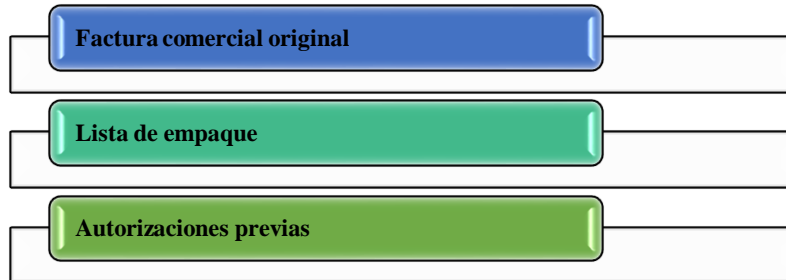 Factura comercial original
Lista de empaque
Autorizaciones previas